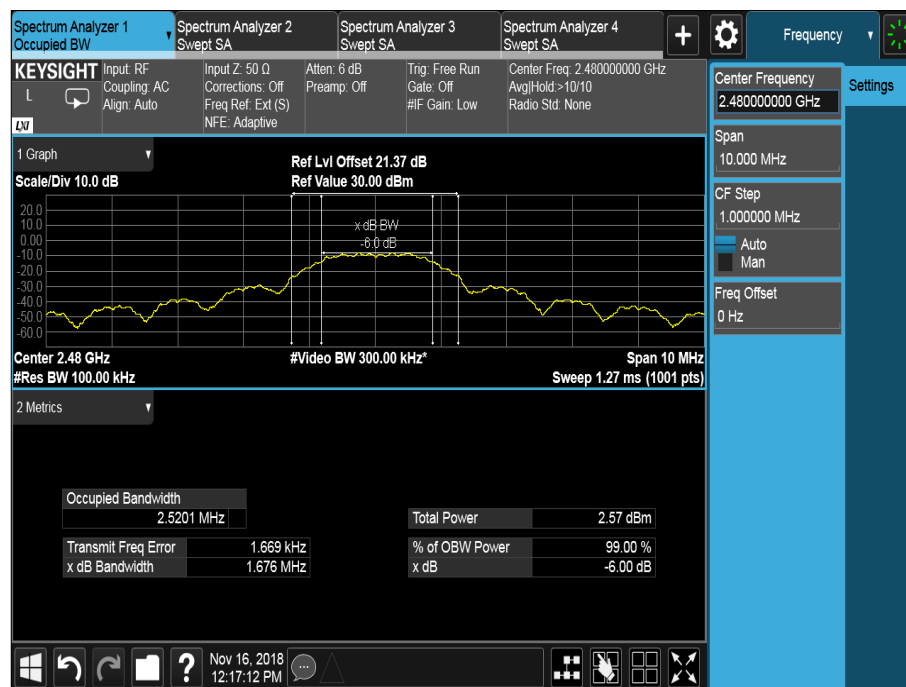 Spectrum Analyzer 1
Occupied BW
Spectrum Analyzer 2
Swept SA
Spectrum Analyzer 3
Swept SA
Spectrum Analyzer 4
Swept SA
+
Frequency
KEYSIGHT
L
LXI
Input: RF
Coupling: AC
Align: Auto
Input Z: 50 Ω
Corrections: Off
Freq Ref: Ext (S)
NFE: Adaptive
Atten: 6 dB
Preamp: Off
Trig: Free Run
Gate: Off
#IF Gain: Low
Center Freq: 2.480000000 GHz
Avg|Hold:>10/10
Radio Std: None
Center Frequency
2.480000000 GHz
Settings
Span
10.000 MHz
CF Step
1.000000 MHz
Auto
Man
Freq Offset
0 Hz
1 Graph
Scale/Div 10.0 dB
Ref Lvl Offset 21.37 dB
Ref Value 30.00 dBm
20.0
10.0
0.00
-10.0
-20.0
-30.0
-40.0
-50.0
-60.0
x dB BW
-6.0 dB
Center 2.48 GHz
#Res BW 100.00 kHz
#Video BW 300.00 kHz*
Span 10 MHz
Sweep 1.27 ms (1001 pts)
2 Metrics
Occupied Bandwidth
2.5201 MHz
Transmit Freq Error 1.669 kHz
x dB Bandwidth 1.676 MHz
Total Power 2.57 dBm
% of OBW Power 99.00 %
x dB -6.00 dB
?
Nov 16, 2018
12:17:12 PM